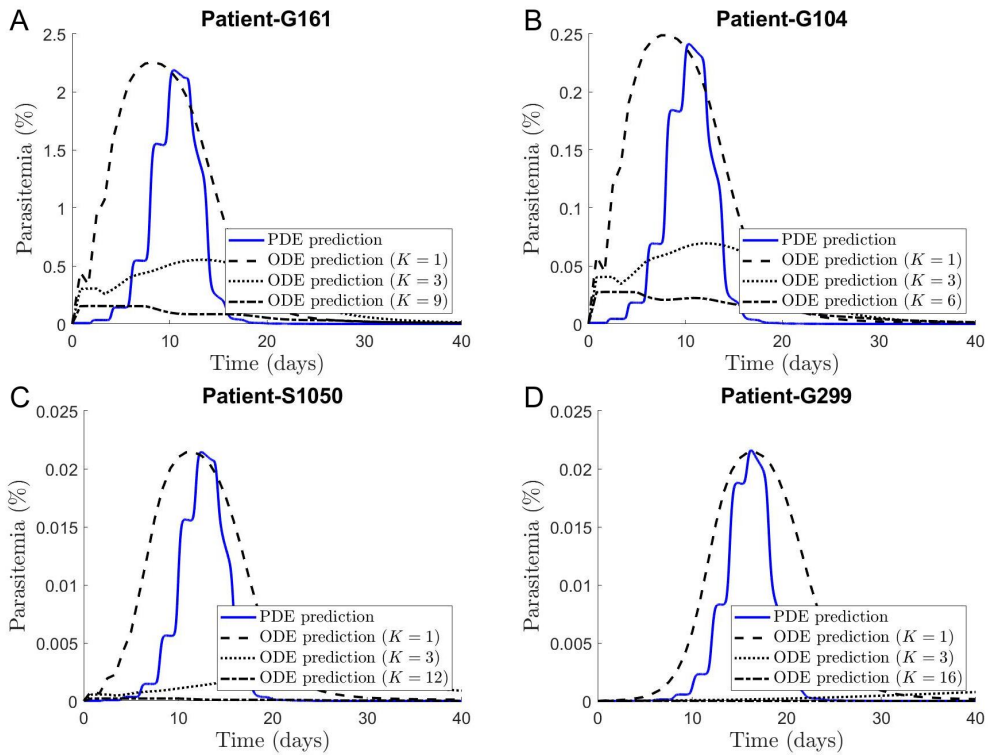 A
Patient-G161
Parasitemia (%)
2.5
2
1.5
1
0.5
0
PDE prediction
ODE prediction (K = 1)
ODE prediction (K = 3)
ODE prediction (K = 9)
0 10 20 30 40
Time (days)
B
Patient-G104
Parasitemia (%)
0.25
0.2
0.15
0.1
0.05
0
PDE prediction
ODE prediction (K = 1)
ODE prediction (K = 3)
ODE prediction (K = 6)
0 10 20 30 40
Time (days)
C
Patient-S1050
Parasitemia (%)
0.025
0.02
0.015
0.01
0.005
0
PDE prediction
ODE prediction (K = 1)
ODE prediction (K = 3)
ODE prediction (K = 12)
0 10 20 30 40
Time (days)
D
Patient-G299
Parasitemia (%)
0.025
0.02
0.015
0.01
0.005
0
PDE prediction
ODE prediction (K = 1)
ODE prediction (K = 3)
ODE prediction (K = 16)
0 10 20 30 40
Time (days)